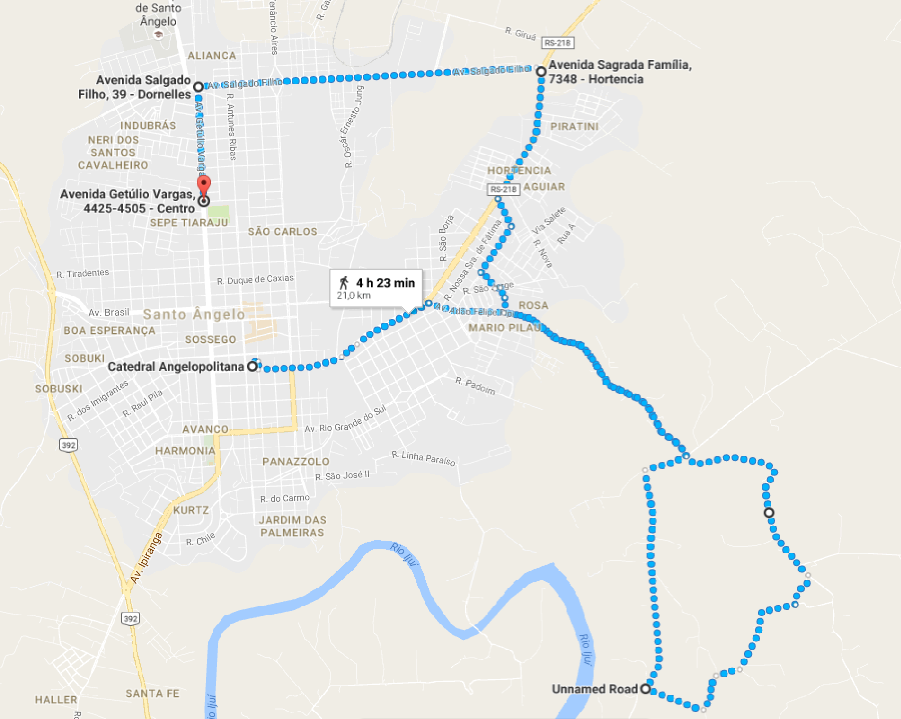 de Santo
Ângelo
R. Giruá
RS-218
ALIANCA
Avenida Salgado
Filho, 39 - Dornelles
Av Salgado Filho
Av Salgado Filho
Avenida Sagrada Família,
7348 - Hortencia
R. Antunes Ribas
R. Oscar Ernesto Jung
Av Getúlio Vargas
INDUBRÁS
NERI DOS
SANTOS
CAVALHEIRO
PIRATINI
HORTENCIA
RS-218
AGUIAR
Avenida Getúlio Vargas,
4425-4505 - Centro
SEPE TIARAJU
SÃO CARLOS
R. São Borja
R. Nossa Sra. de Fátima
Via Salete
Rua A
R. Nova
R. Tiradentes
R. Duque de Caxias
4 h 23 min
21,0 km
R. São
ROSA
MARIO PILAU
Av. Brasil
Santo Ângelo
BOA ESPERANÇA
SOSSEGO
SOBUKI
Catedral Angelopolitana
SOBUSKI
R. dos Imigrantes
R. Raul Pila
R. Padoim
Av. Rio Grande do Sul
AVANCO
392
HARMONIA
PANAZZOLO
R. Linha Paraíso
R. São José II
R. do Carmo
KURTZ
JARDIM DAS
PALMEIRAS
R. Chile
Av. Ipiranga
Rio Ijuí
392
Rio Ijuí
Unnamed Road
HALLER
SANTA FE
Rio Ijuí